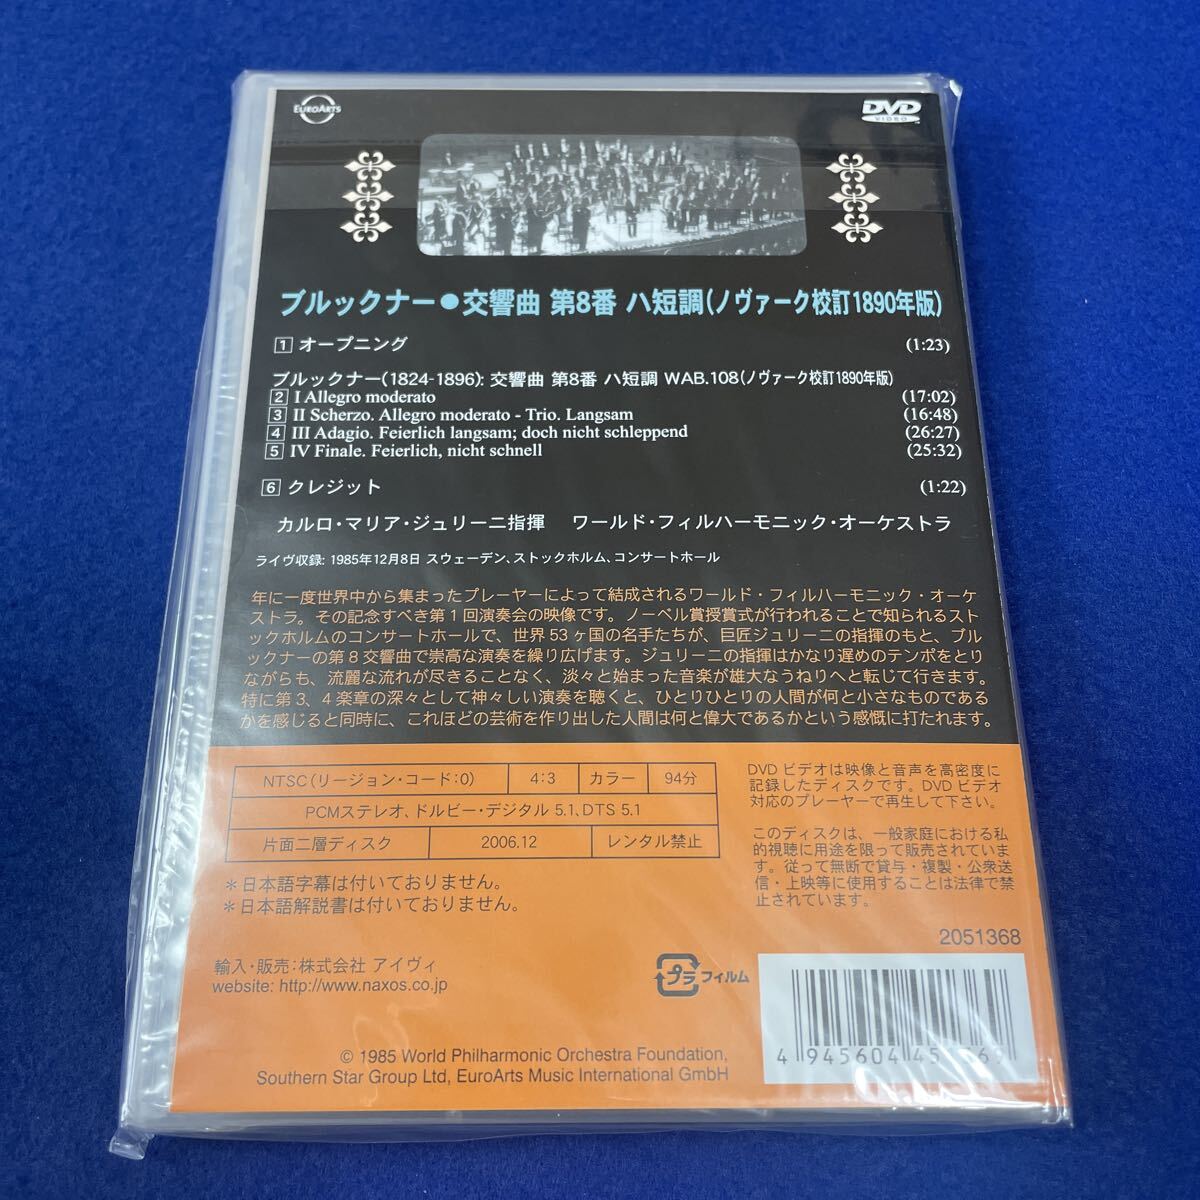 EUROARTS
DVD
VIDEO
ブルックナー●交響曲 第8番 ハ短調(ノヴァーク校訂1890年版)
1 オープニング (1:23)
ブルックナー(1824-1896): 交響曲 第8番 ハ短調 WAB.108(ノヴァーク校訂1890年版)
2 I Allegro moderato (17:02)
3 II Scherzo. Allegro moderato - Trio. Langsam (16:48)
4 III Adagio. Feierlich langsam; doch nicht schleppend (26:27)
5 IV Finale. Feierlich, nicht schnell (25:32)
6 クレジット (1:22)
カルロ・マリア・ジュリーニ指揮 ワールド・フィルハーモニック・オーケストラ
ライヴ収録: 1985年12月8日 スウェーデン、ストックホルム、コンサートホール
年に一度世界中から集まったプレーヤーによって結成されるワールド・フィルハーモニック・オーケ
ストラ。その記念すべき第1回演奏会の映像です。ノーベル賞授賞式が行われることで知られるスト
ックホルムのコンサートホールで、世界53ヶ国の名手たちが、巨匠ジュリーニの指揮のもと、ブル
ックナーの第8交響曲で崇高な演奏を繰り広げます。ジュリーニの指揮はかなり遅めのテンポをとり
ながらも、流麗な流れが尽きることなく、淡々と始まった音楽が雄大なうねりへと転じて行きます。
特に第3、4楽章の深々として神々しい演奏を聴くと、ひとりひとりの人間が何と小さなものである
かを感じると同時に、これほどの芸術を作り出した人間は何と偉大であるかという感慨に打たれます。
NTSC(リージョン・コード:0) 4:3 カラー 94分
PCMステレオ、ドルビー・デジタル 5.1、DTS 5.1
片面二層ディスク 2006.12 レンタル禁止
＊日本語字幕は付いておりません。
＊日本語解説書は付いておりません。
DVDビデオは映像と音声を高密度に
記録したディスクです。DVDビデオ
対応のプレーヤーで再生して下さい。
このディスクは、一般家庭における私
的視聴に用途を限って販売されていま
す。従って無断で貸与・複製・公衆送
信・上映等に使用することは法律で禁
止されています。
2051368
輸入・販売：株式会社 アイヴィ
website: http://www.naxos.co.jp
プラ フィルム
© 1985 World Philharmonic Orchestra Foundation,
Southern Star Group Ltd, EuroArts Music International GmbH